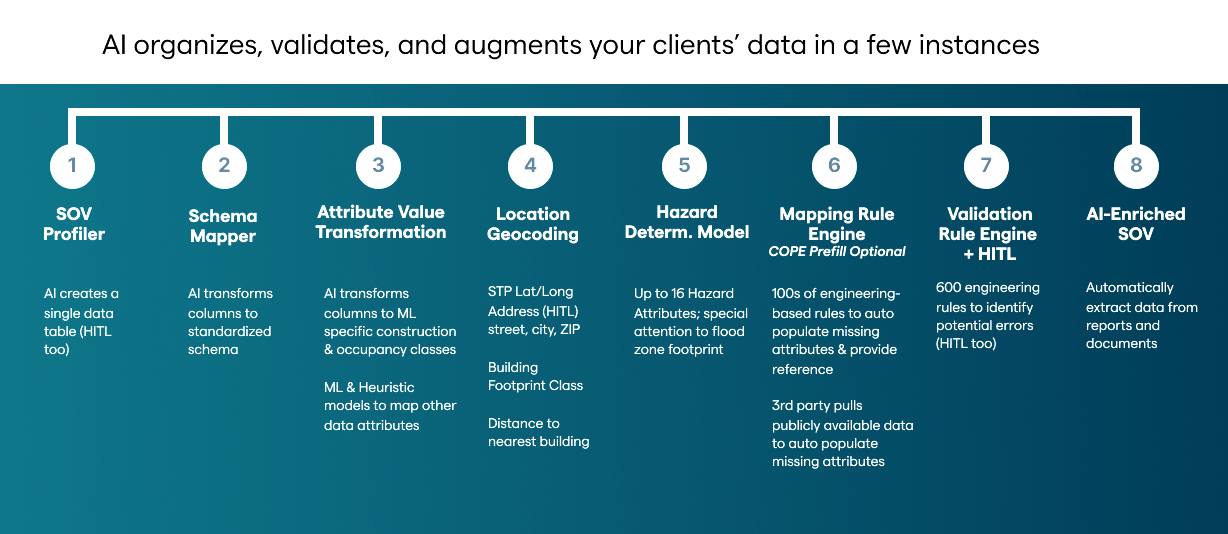 AI organizes, validates, and augments your clients’ data in a few instances
1
SOV
Profiler
AI creates a
single data
table (HITL
too)
2
Schema
Mapper
AI transforms
columns to
standardized
schema
3
Attribute Value
Transformation
AI transforms
columns to ML
specific construction
& occupancy classes
ML & Heuristic
models to map other
data attributes
4
Location
Geocoding
STP Lat/Long
Address (HITL)
street, city, ZIP
Building
Footprint Class
Distance to
nearest building
5
Hazard
Determ. Model
Up to 16 Hazard
Attributes; special
attention to flood
zone footprint
6
Mapping Rule
Engine
COPE Prefill Optional
100s of engineering-
based rules to auto
populate missing
attributes & provide
reference
3rd party pulls
publicly available data
to auto populate
missing attributes
7
Validation
Rule Engine
+ HITL
600 engineering
rules to identify
potential errors
(HITL too)
8
AI-Enriched
SOV
Automatically
extract data from
reports and
documents